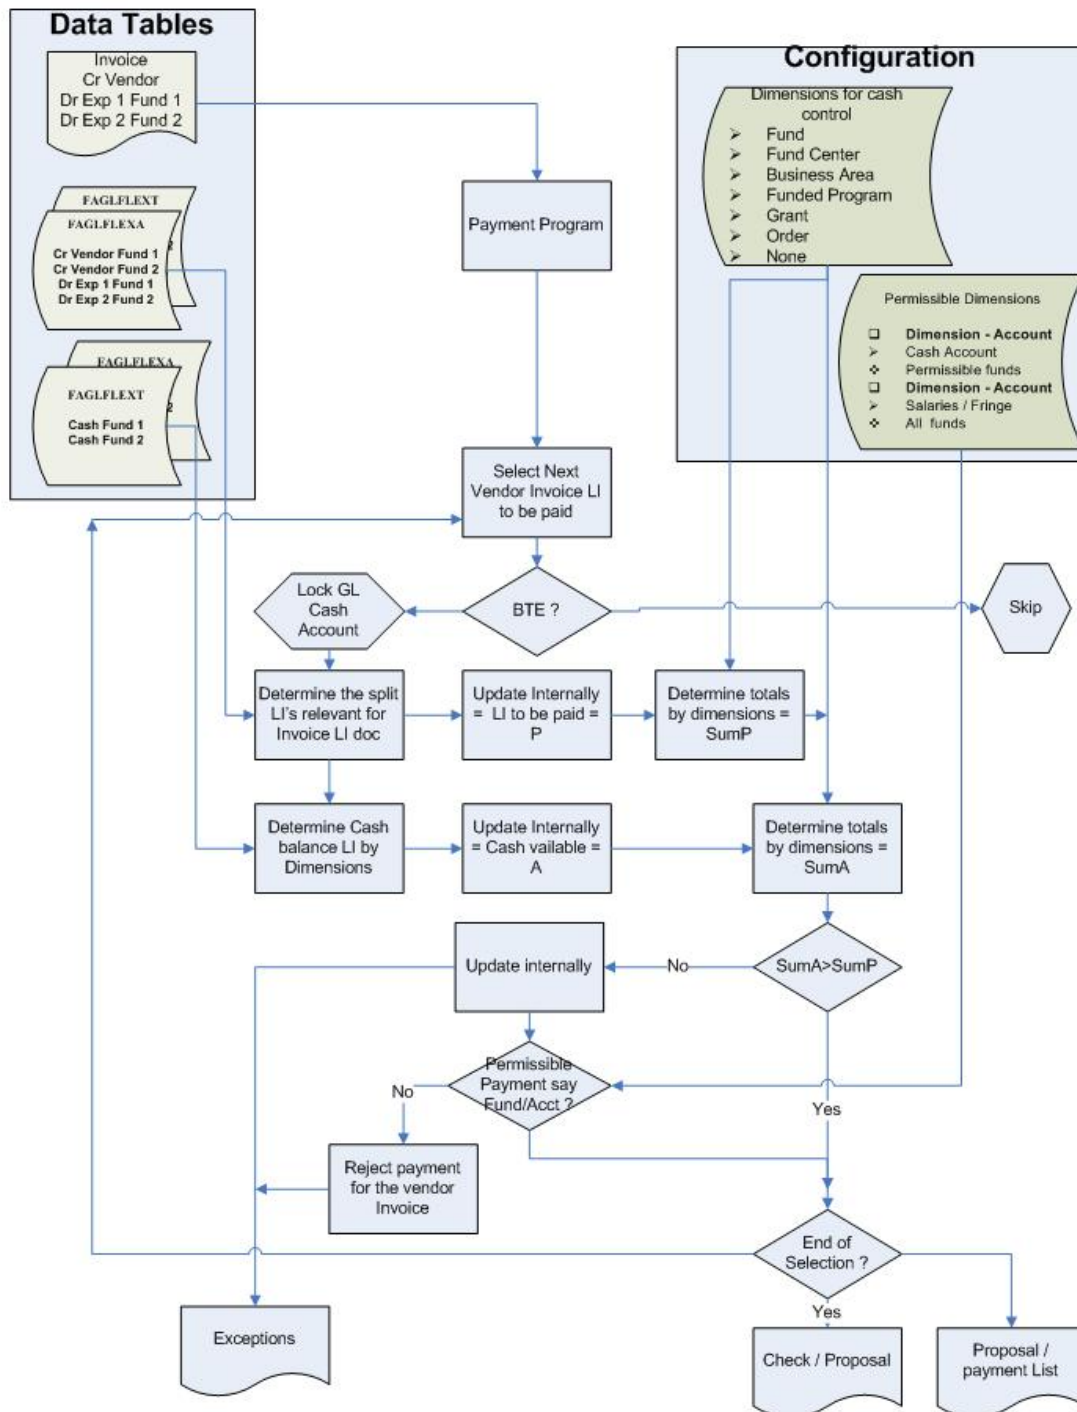 Data Tables
Invoice
Cr Vendor
Dr Exp 1 Fund 1
Dr Exp 2 Fund 2
FAGLFLEXT
FAGLFLEXA
2
Cr Vendor Fund 1
Cr Vendor Fund 2
Dr Exp 1 Fund 1
Dr Exp 2 Fund 2
FAGLFLEXA
FAGLFLEXT
2
Cash Fund 1
Cash Fund 2
Configuration
Dimensions for cash
control
Fund
Fund Center
Business Area
Funded Program
Grant
Order
None
Permissible Dimensions
Dimension - Account
Cash Account
Permissible funds
Dimension - Account
Salaries / Fringe
All funds
Payment Program
Select Next
Vendor Invoice LI
to be paid
Lock GL
Cash
Account
BTE ?
Skip
Determine the split
LI's relevant for
Invoice LI doc
Update Internally
= LI to be paid =
P
Determine totals
by dimensions =
SumP
Determine Cash
balance LI by
Dimensions
Update Internally
= Cash vailable =
A
Determine totals
by dimensions =
SumA
Update internally
No
SumA>SumP
Permissible
Payment say
Fund/Acct ?
No
Yes
Reject payment
for the vendor
Invoice
End of
Selection ?
Yes
Exceptions
Check / Proposal
Proposal /
payment List